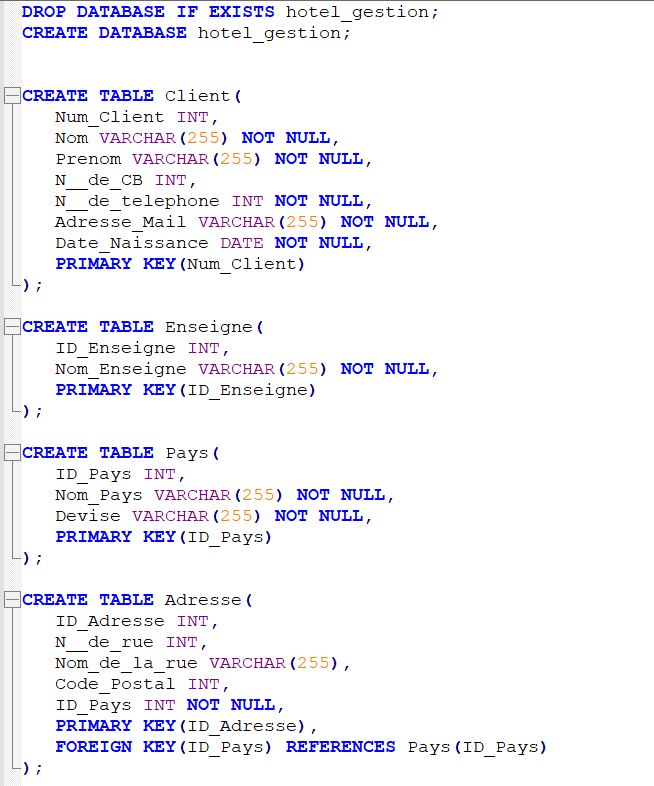 DROP DATABASE IF EXISTS hotel_gestion;
CREATE DATABASE hotel_gestion;
CREATE TABLE Client(
Num_Client INT,
Nom VARCHAR(255) NOT NULL,
Prenom VARCHAR(255) NOT NULL,
N__de_CB INT,
N__de_telephone INT NOT NULL,
Adresse_Mail VARCHAR(255) NOT NULL,
Date_Naissance DATE NOT NULL,
PRIMARY KEY(Num_Client)
);
CREATE TABLE Enseigne(
ID_Enseigne INT,
Nom_Enseigne VARCHAR(255) NOT NULL,
PRIMARY KEY(ID_Enseigne)
);
CREATE TABLE Pays(
ID_Pays INT,
Nom_Pays VARCHAR(255) NOT NULL,
Devise VARCHAR(255) NOT NULL,
PRIMARY KEY(ID_Pays)
);
CREATE TABLE Adresse(
ID_Adresse INT,
N__de_rue INT,
Nom_de_la_rue VARCHAR(255),
Code_Postal INT,
ID_Pays INT NOT NULL,
PRIMARY KEY(ID_Adresse),
FOREIGN KEY(ID_Pays) REFERENCES Pays(ID_Pays)
);